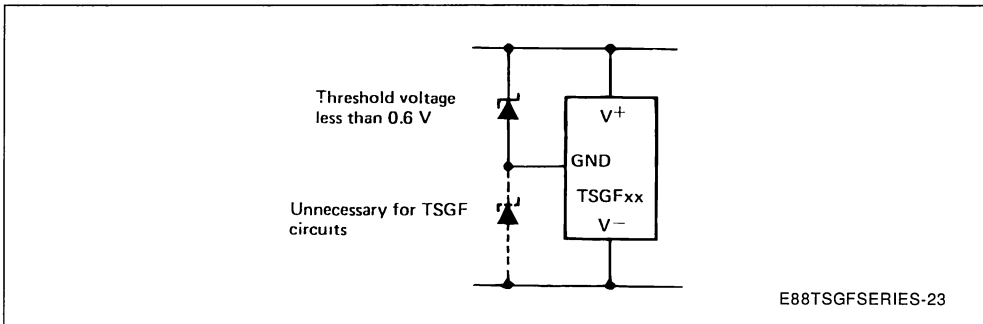 Threshold voltage
less than 0.6 V
V+
GND
TSGFxx
Unnecessary for TSGF
circuits
V−
E88TSGFSERIES-23